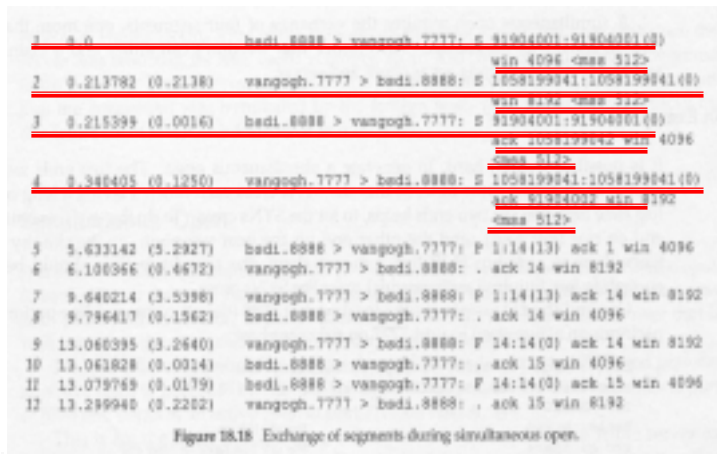 1 0.0 bsdi.8888 > vangogh.7777: S 91904001:91904001(0)
win 4096 <mss 512>
2 0.213782 (0.2138) vangogh.7777 > bsdi.8888: S 1058199041:1058199041(0)
win 8192 <mss 512>
3 0.215399 (0.0016) bsdi.8888 > vangogh.7777: S 91904001:91904001(0)
ack 1058199042 win 4096
<mss 512>
4 0.340405 (0.1250) vangogh.7777 > bsdi.8888: S 1058199041:1058199041(0)
ack 91904002 win 8192
<mss 512>
5 5.633142 (5.2927) bsdi.8888 > vangogh.7777: P 1:14(13) ack 1 win 4096
6 6.100366 (0.4672) vangogh.7777 > bsdi.8888: . ack 14 win 8192
7 9.640214 (3.5398) vangogh.7777 > bsdi.8888: P 1:14(13) ack 14 win 8192
8 9.796417 (0.1562) bsdi.8888 > vangogh.7777: . ack 14 win 4096
9 13.060395 (3.2640) vangogh.7777 > bsdi.8888: F 14:14(0) ack 14 win 8192
10 13.061828 (0.0014) bsdi.8888 > vangogh.7777: . ack 15 win 4096
11 13.079769 (0.0179) bsdi.8888 > vangogh.7777: F 14:14(0) ack 15 win 4096
12 13.299940 (0.2202) vangogh.7777 > bsdi.8888: . ack 15 win 8192
Figure 18.18 Exchange of segments during simultaneous open.